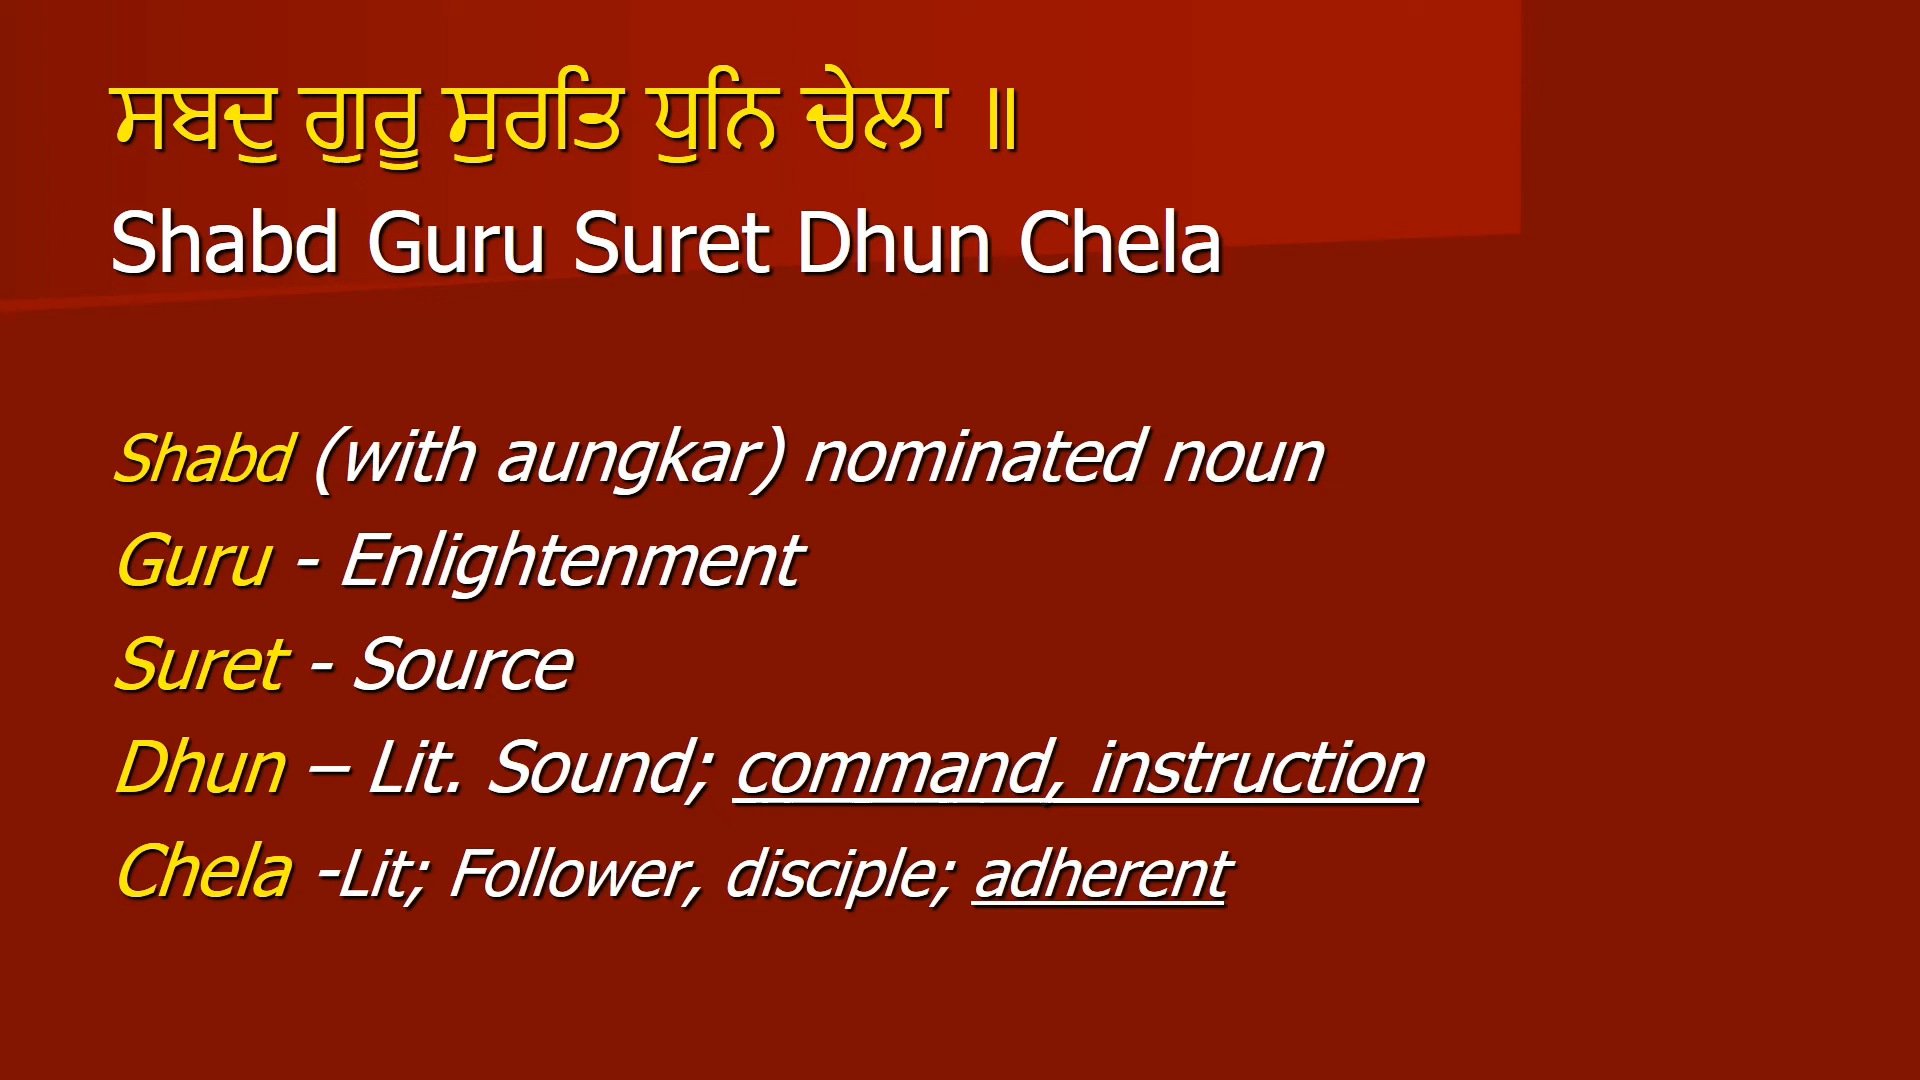 ਸਬਦੁ ਗੁਰੂ ਸੁਰਤਿ ਧੁਨਿ ਚੇਲਾ ॥
Shabd Guru Suret Dhun Chela
Shabd (with aungkar) nominated noun
Guru - Enlightenment
Suret - Source
Dhun – Lit. Sound; command, instruction
Chela -Lit; Follower, disciple; adherent